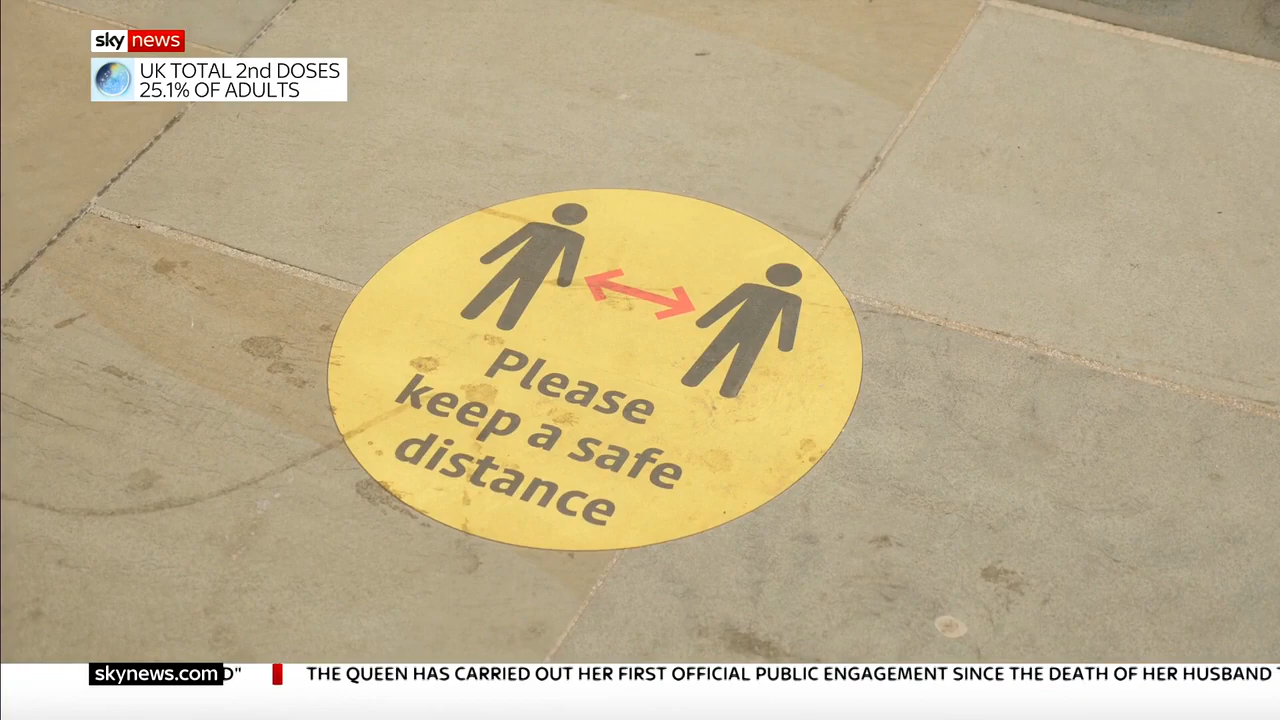 sky news
UK TOTAL 2nd DOSES
25.1% OF ADULTS
Please
keep a safe
distance
skynews.com D" THE QUEEN HAS CARRIED OUT HER FIRST OFFICIAL PUBLIC ENGAGEMENT SINCE THE DEATH OF HER HUSBAND